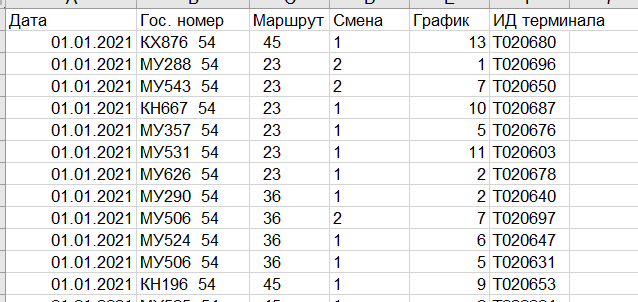 Дата Гос. номер Маршрут Смена График ИД терминала
01.01.2021 КХ876 54 45 1 13 T020680
01.01.2021 МУ288 54 23 2 1 T020696
01.01.2021 МУ543 54 23 2 7 T020650
01.01.2021 КН667 54 23 1 10 T020687
01.01.2021 МУ357 54 23 1 5 T020676
01.01.2021 МУ531 54 23 1 11 T020603
01.01.2021 МУ626 54 23 1 2 T020678
01.01.2021 МУ290 54 36 1 2 T020640
01.01.2021 МУ506 54 36 2 7 T020697
01.01.2021 МУ524 54 36 1 6 T020647
01.01.2021 МУ506 54 36 1 5 T020631
01.01.2021 КН196 54 45 1 9 T020653